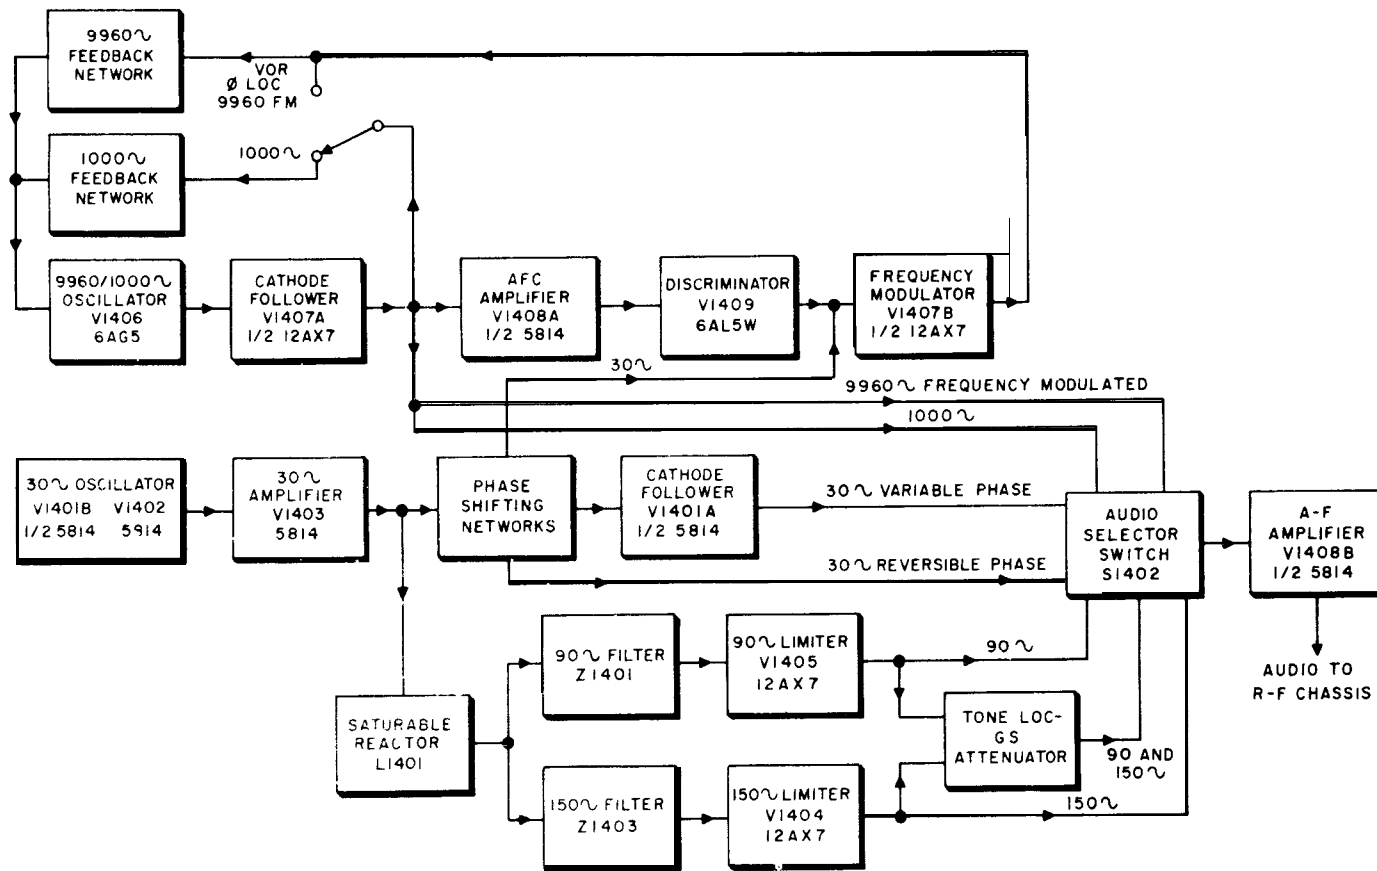 9960~
FEEDBACK
NETWORK
VOR
Ø LOC
9960 FM
1000~
FEEDBACK
NETWORK
1000~
9960/1000~
OSCILLATOR
V1406
6AG5
CATHODE
FOLLOWER
V1407A
1/2 12AX7
AFC
AMPLIFIER
V1408A
1/2 5814
DISCRIMINATOR
V1409
6AL5W
FREQUENCY
MODULATOR
V1407B
1/2 12AX7
30~
9960~ FREQUENCY MODULATED
1000~
30~ OSCILLATOR
V1401B V1402
1/2 5814 5914
30~
AMPLIFIER
V1403
5814
PHASE
SHIFTING
NETWORKS
CATHODE
FOLLOWER
V1401A
1/2 5814
30~ VARIABLE PHASE
30~ REVERSIBLE PHASE
AUDIO
SELECTOR
SWITCH
S1402
A-F
AMPLIFIER
V1408B
1/2 5814
AUDIO TO
R-F CHASSIS
SATURABLE
REACTOR
L1401
90~ FILTER
Z1401
90~ LIMITER
V1405
12AX7
90~
TONE LOC-
GS
ATTENUATOR
90 AND
150~
150~ FILTER
Z1403
150~ LIMITER
V1404
12AX7
150~